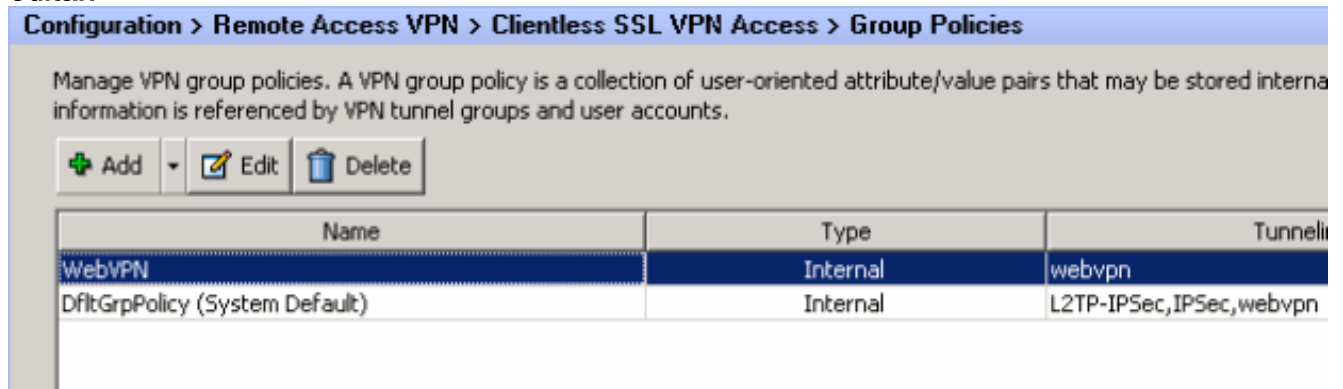 Configuration > Remote Access VPN > Clientless SSL VPN Access > Group Policies
Manage VPN group policies. A VPN group policy is a collection of user-oriented attribute/value pairs that may be stored interna
information is referenced by VPN tunnel groups and user accounts.
Add Edit Delete
Name Type Tunneli
WebVPN Internal webvpn
DfltGrpPolicy (System Default) Internal L2TP-IPSec,IPSec,webvpn